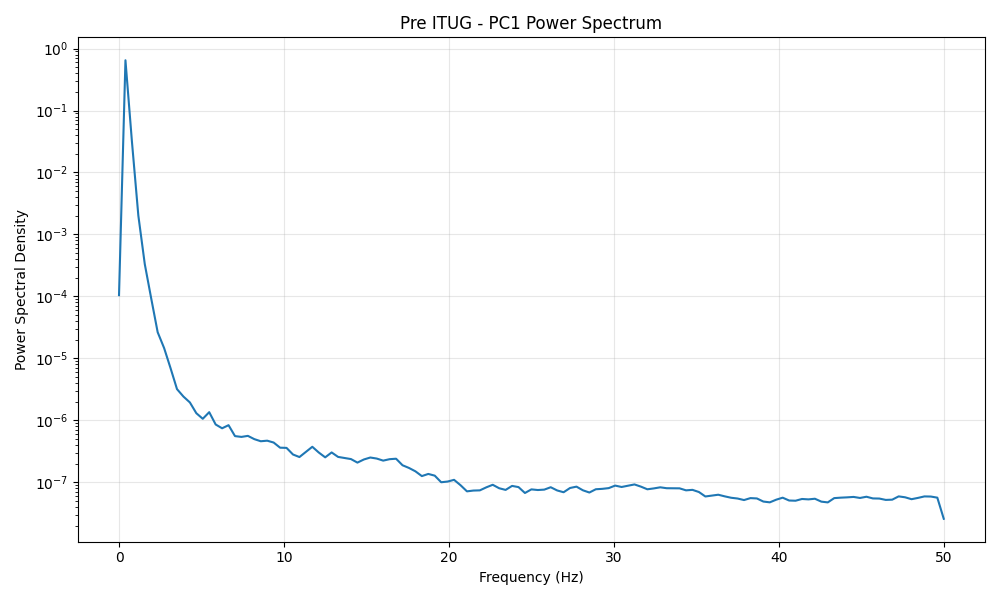 Pre ITUG - PC1 Power Spectrum
Power Spectral Density
10⁰
10⁻¹
10⁻²
10⁻³
10⁻⁴
10⁻⁵
10⁻⁶
10⁻⁷
0 10 20 30 40 50
Frequency (Hz)